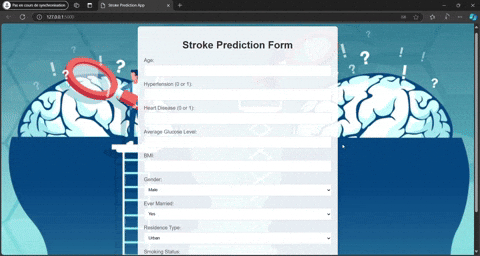 Pas en cours de synchronisation
Stroke Prediction App
127.0.0.1:5000
Stroke Prediction Form
Age:
Hypertension (0 or 1):
Heart Disease (0 or 1):
Average Glucose Level:
BMI:
Gender:
Male
Ever Married:
Yes
Residence Type:
Urban
Smoking Status: